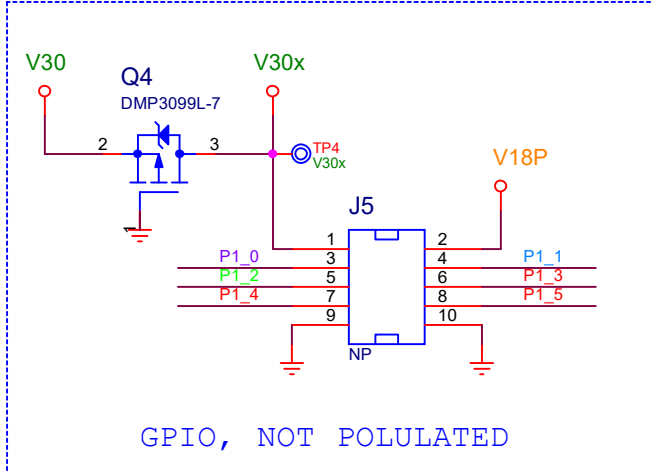 V30
Q4
DMP3099L-7
V30x
2
3
1
TP4
V30x
V18P
J5
1
2
P1_0
3
4
P1_1
P1_2
5
6
P1_3
P1_4
7
8
P1_5
9
10
NP
GPIO, NOT POLULATED